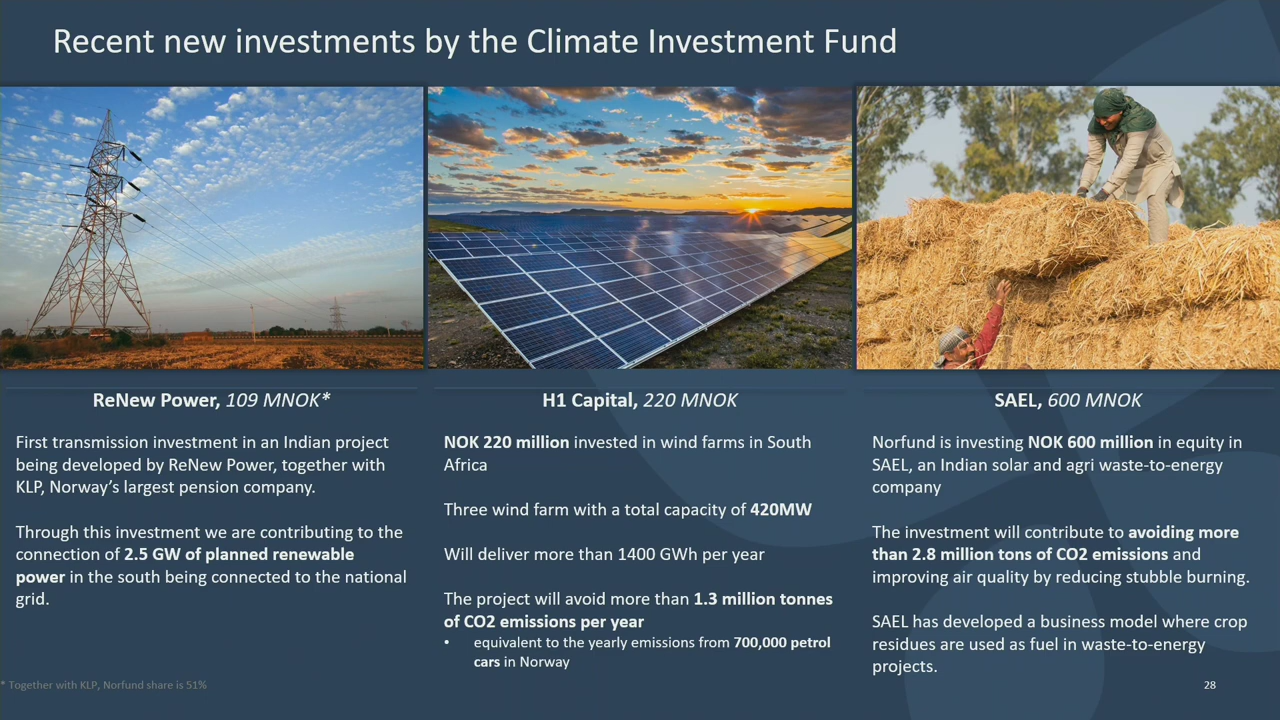 Recent new investments by the Climate Investment Fund
ReNew Power, 109 MNOK*
First transmission investment in an Indian project
being developed by ReNew Power, together with
KLP, Norway's largest pension company.
Through this investment we are contributing to the
connection of 2.5 GW of planned renewable
power in the south being connected to the national
grid.
H1 Capital, 220 MNOK
NOK 220 million invested in wind farms in South
Africa
Three wind farm with a total capacity of 420MW
Will deliver more than 1400 GWh per year
The project will avoid more than 1.3 million tonnes
of CO2 emissions per year
• equivalent to the yearly emissions from 700,000 petrol
cars in Norway
SAEL, 600 MNOK
Norfund is investing NOK 600 million in equity in
SAEL, an Indian solar and agri waste-to-energy
company
The investment will contribute to avoiding more
than 2.8 million tons of CO2 emissions and
improving air quality by reducing stubble burning.
SAEL has developed a business model where crop
residues are used as fuel in waste-to-energy
projects.
* Together with KLP, Norfund share is 51%
28